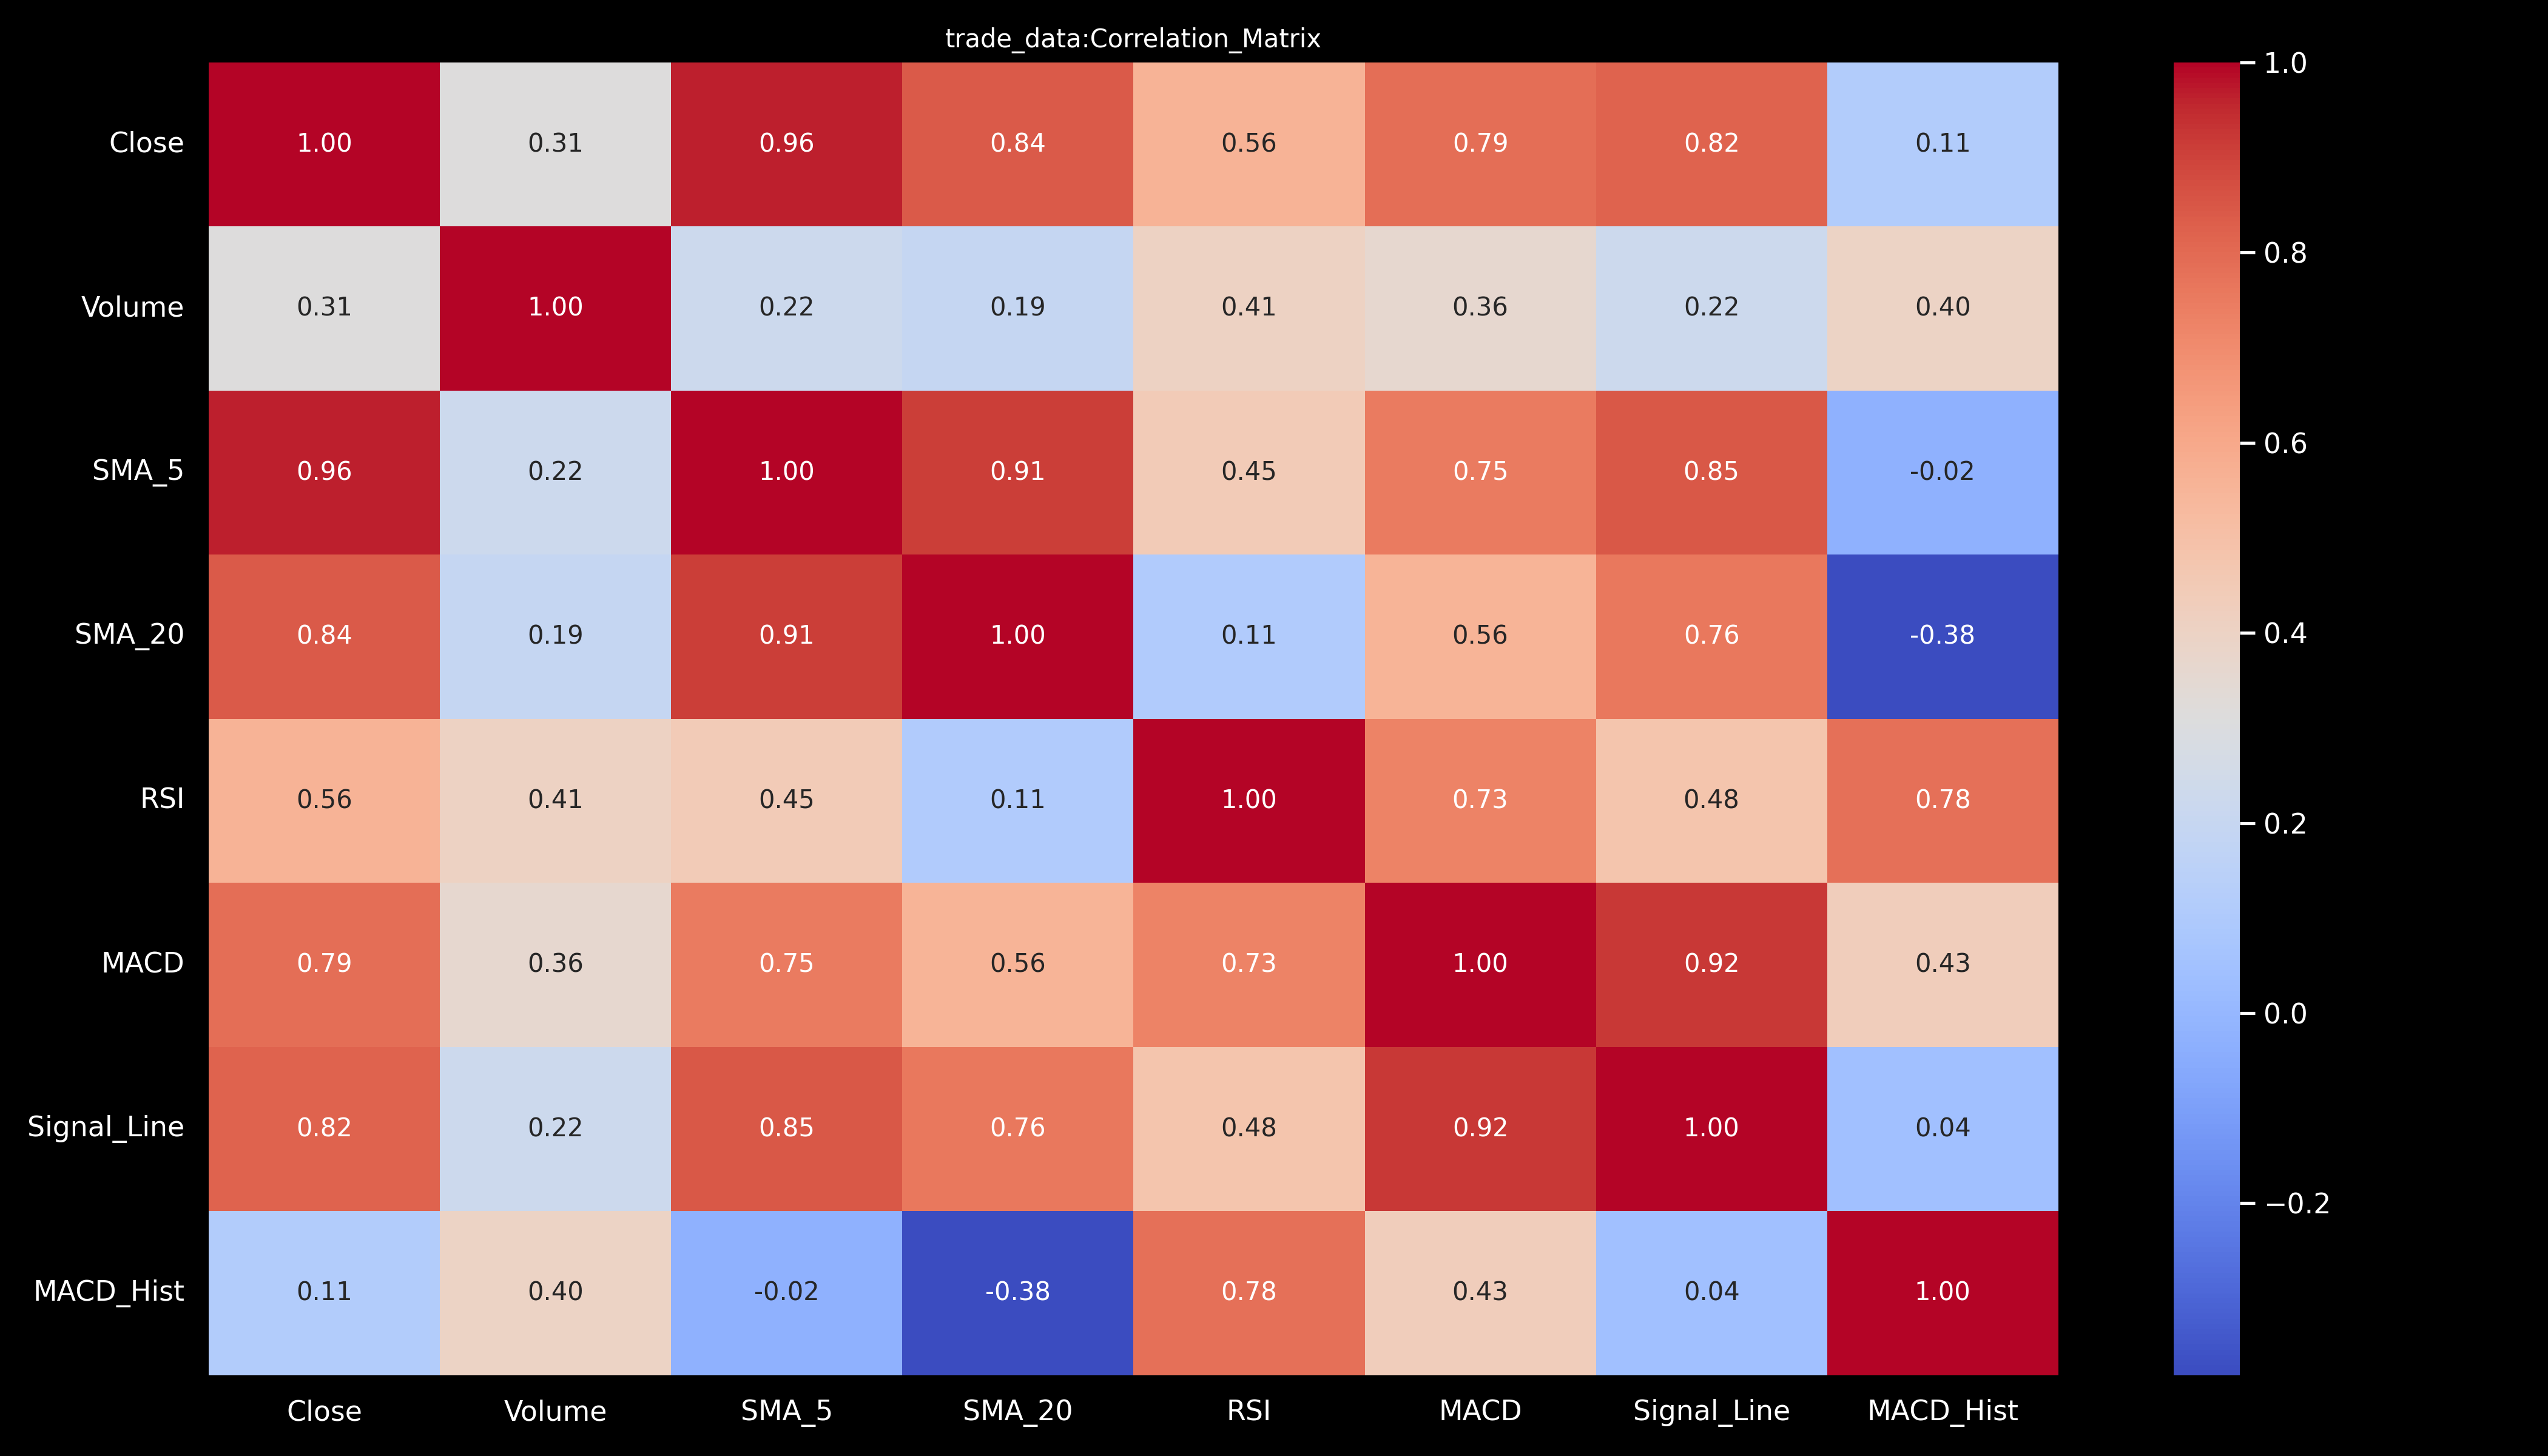 trade_data:Correlation_Matrix
Close 1.00 0.31 0.96 0.84 0.56 0.79 0.82 0.11
Volume 0.31 1.00 0.22 0.19 0.41 0.36 0.22 0.40
SMA_5 0.96 0.22 1.00 0.91 0.45 0.75 0.85 -0.02
SMA_20 0.84 0.19 0.91 1.00 0.11 0.56 0.76 -0.38
RSI 0.56 0.41 0.45 0.11 1.00 0.73 0.48 0.78
MACD 0.79 0.36 0.75 0.56 0.73 1.00 0.92 0.43
Signal_Line 0.82 0.22 0.85 0.76 0.48 0.92 1.00 0.04
MACD_Hist 0.11 0.40 -0.02 -0.38 0.78 0.43 0.04 1.00
Close Volume SMA_5 SMA_20 RSI MACD Signal_Line MACD_Hist
1.0
0.8
0.6
0.4
0.2
0.0
−0.2